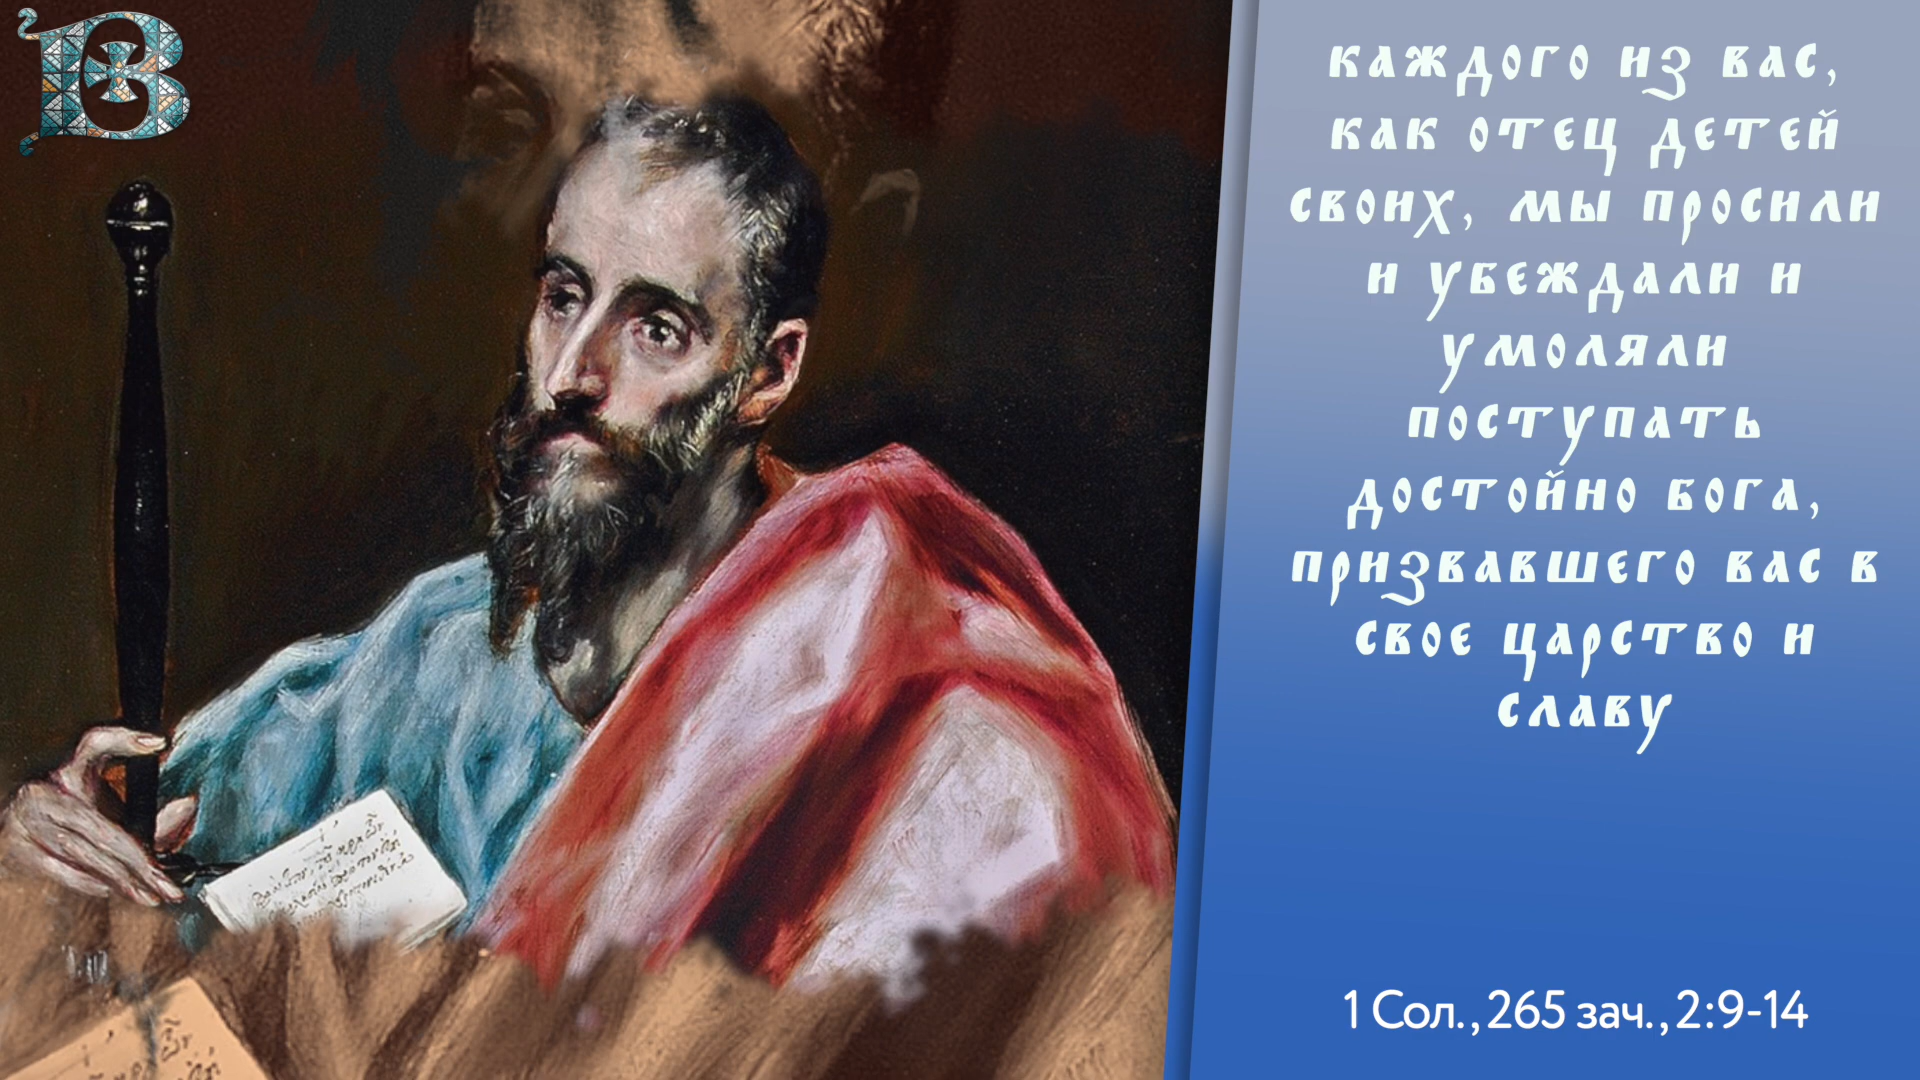 каждого из вас,
как отец детей
своих, мы просили
и убеждали и
умоляли
поступать
достойно бога,
призвавшего вас в
свое царство и
славу
1 Сол., 265 зач., 2:9-14